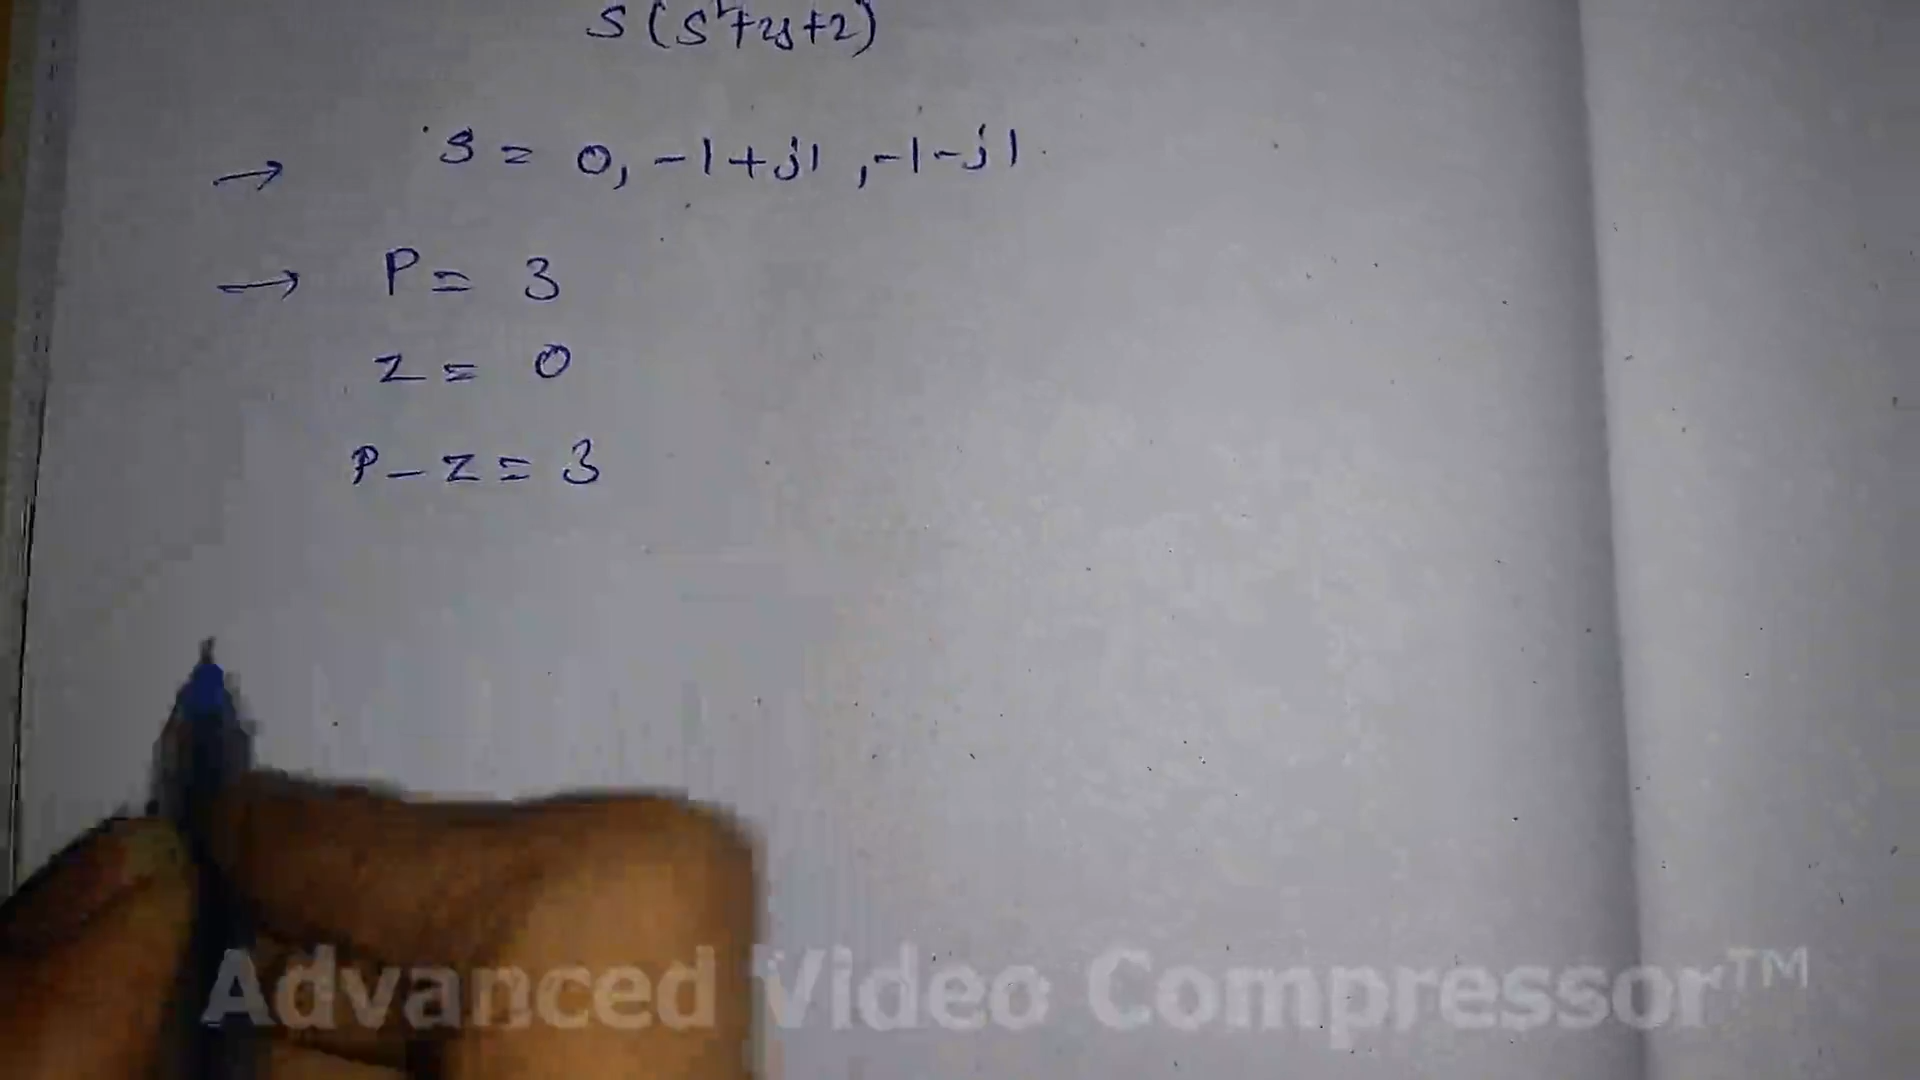 S(S²+2s+2)
→ S = 0, -1+j1, -1-j1
→ P = 3
Z = 0
P-Z = 3
Advanced Video Compressor™